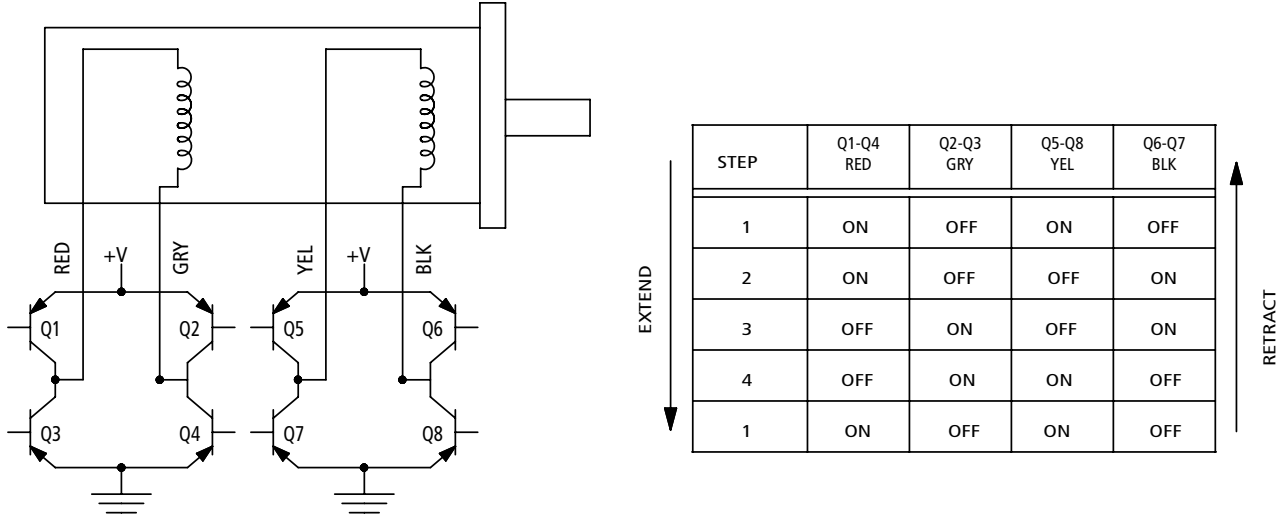 RED
+V
GRY
YEL
+V
BLK
Q1
Q2
Q5
Q6
Q3
Q4
Q7
Q8
EXTEND
STEP
Q1-Q4
RED
Q2-Q3
GRY
Q5-Q8
YEL
Q6-Q7
BLK
1 ON OFF ON OFF
2 ON OFF OFF ON
3 OFF ON OFF ON
4 OFF ON ON OFF
1 ON OFF ON OFF
RETRACT